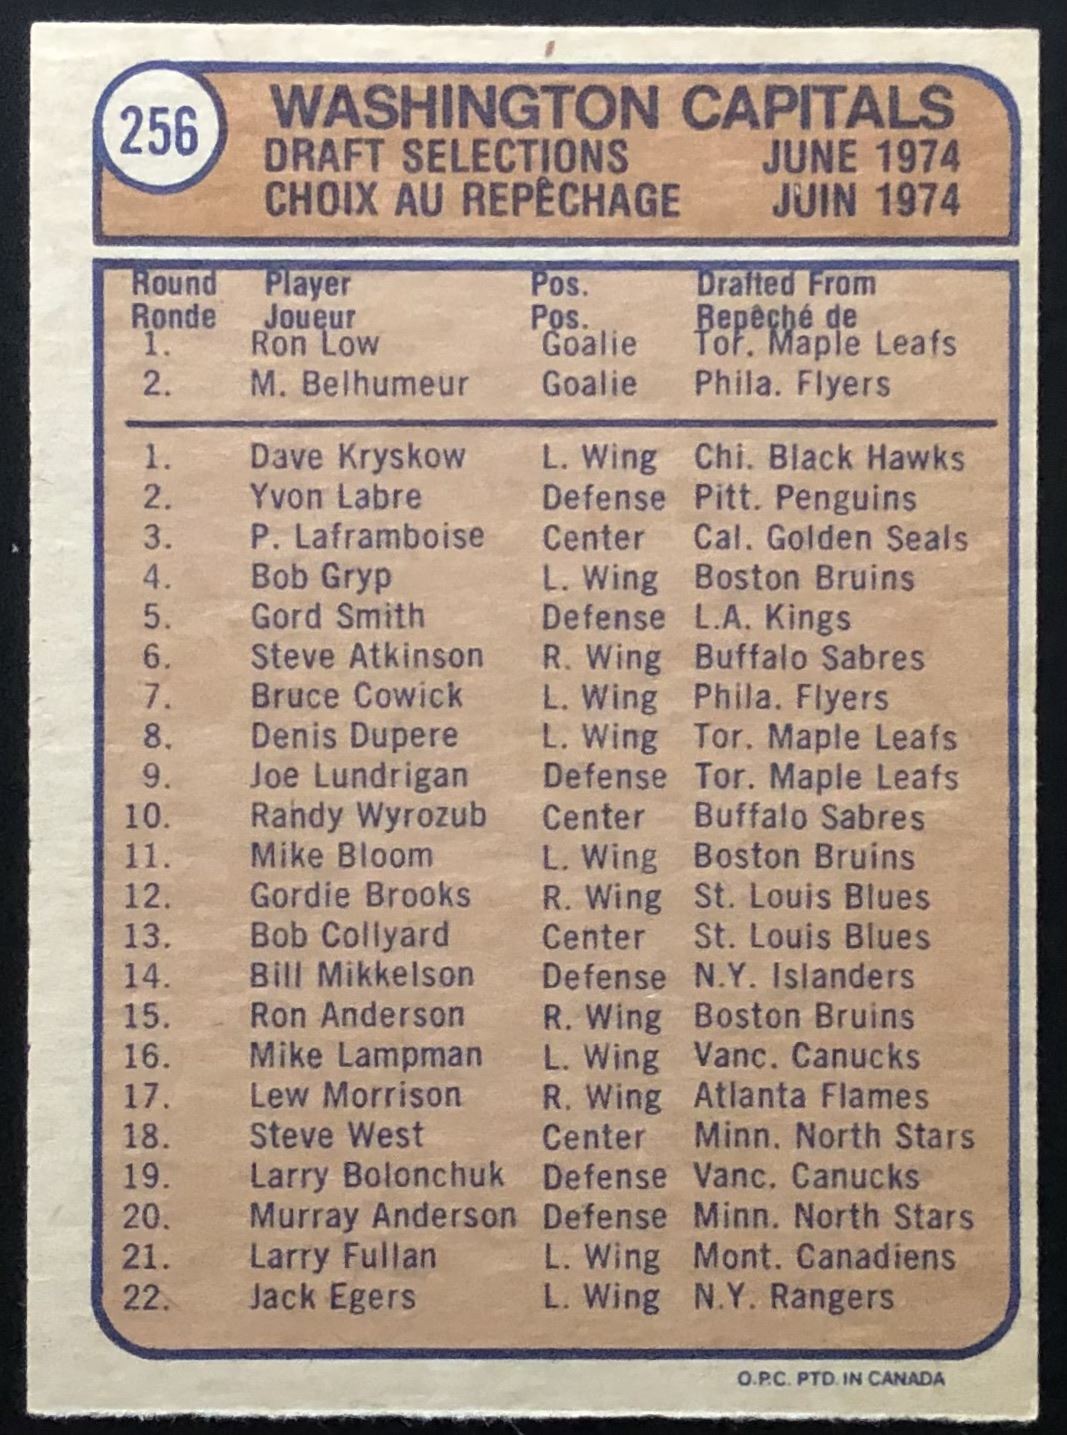 256
WASHINGTON CAPITALS
DRAFT SELECTIONS JUNE 1974
CHOIX AU REPÊCHAGE JUIN 1974
Round Player Pos. Drafted From
Ronde Joueur Pos. Repêché de
1. Ron Low Goalie Tor. Maple Leafs
2. M. Belhumeur Goalie Phila. Flyers
1. Dave Kryskow L. Wing Chi. Black Hawks
2. Yvon Labre Defense Pitt. Penguins
3. P. Laframboise Center Cal. Golden Seals
4. Bob Gryp L. Wing Boston Bruins
5. Gord Smith Defense L.A. Kings
6. Steve Atkinson R. Wing Buffalo Sabres
7. Bruce Cowick L. Wing Phila. Flyers
8. Denis Dupere L. Wing Tor. Maple Leafs
9. Joe Lundrigan Defense Tor. Maple Leafs
10. Randy Wyrozub Center Buffalo Sabres
11. Mike Bloom L. Wing Boston Bruins
12. Gordie Brooks R. Wing St. Louis Blues
13. Bob Collyard Center St. Louis Blues
14. Bill Mikkelson Defense N.Y. Islanders
15. Ron Anderson R. Wing Boston Bruins
16. Mike Lampman L. Wing Vanc. Canucks
17. Lew Morrison R. Wing Atlanta Flames
18. Steve West Center Minn. North Stars
19. Larry Bolonchuk Defense Vanc. Canucks
20. Murray Anderson Defense Minn. North Stars
21. Larry Fullan L. Wing Mont. Canadiens
22. Jack Egers L. Wing N.Y. Rangers
O.P.C. PTD. IN CANADA